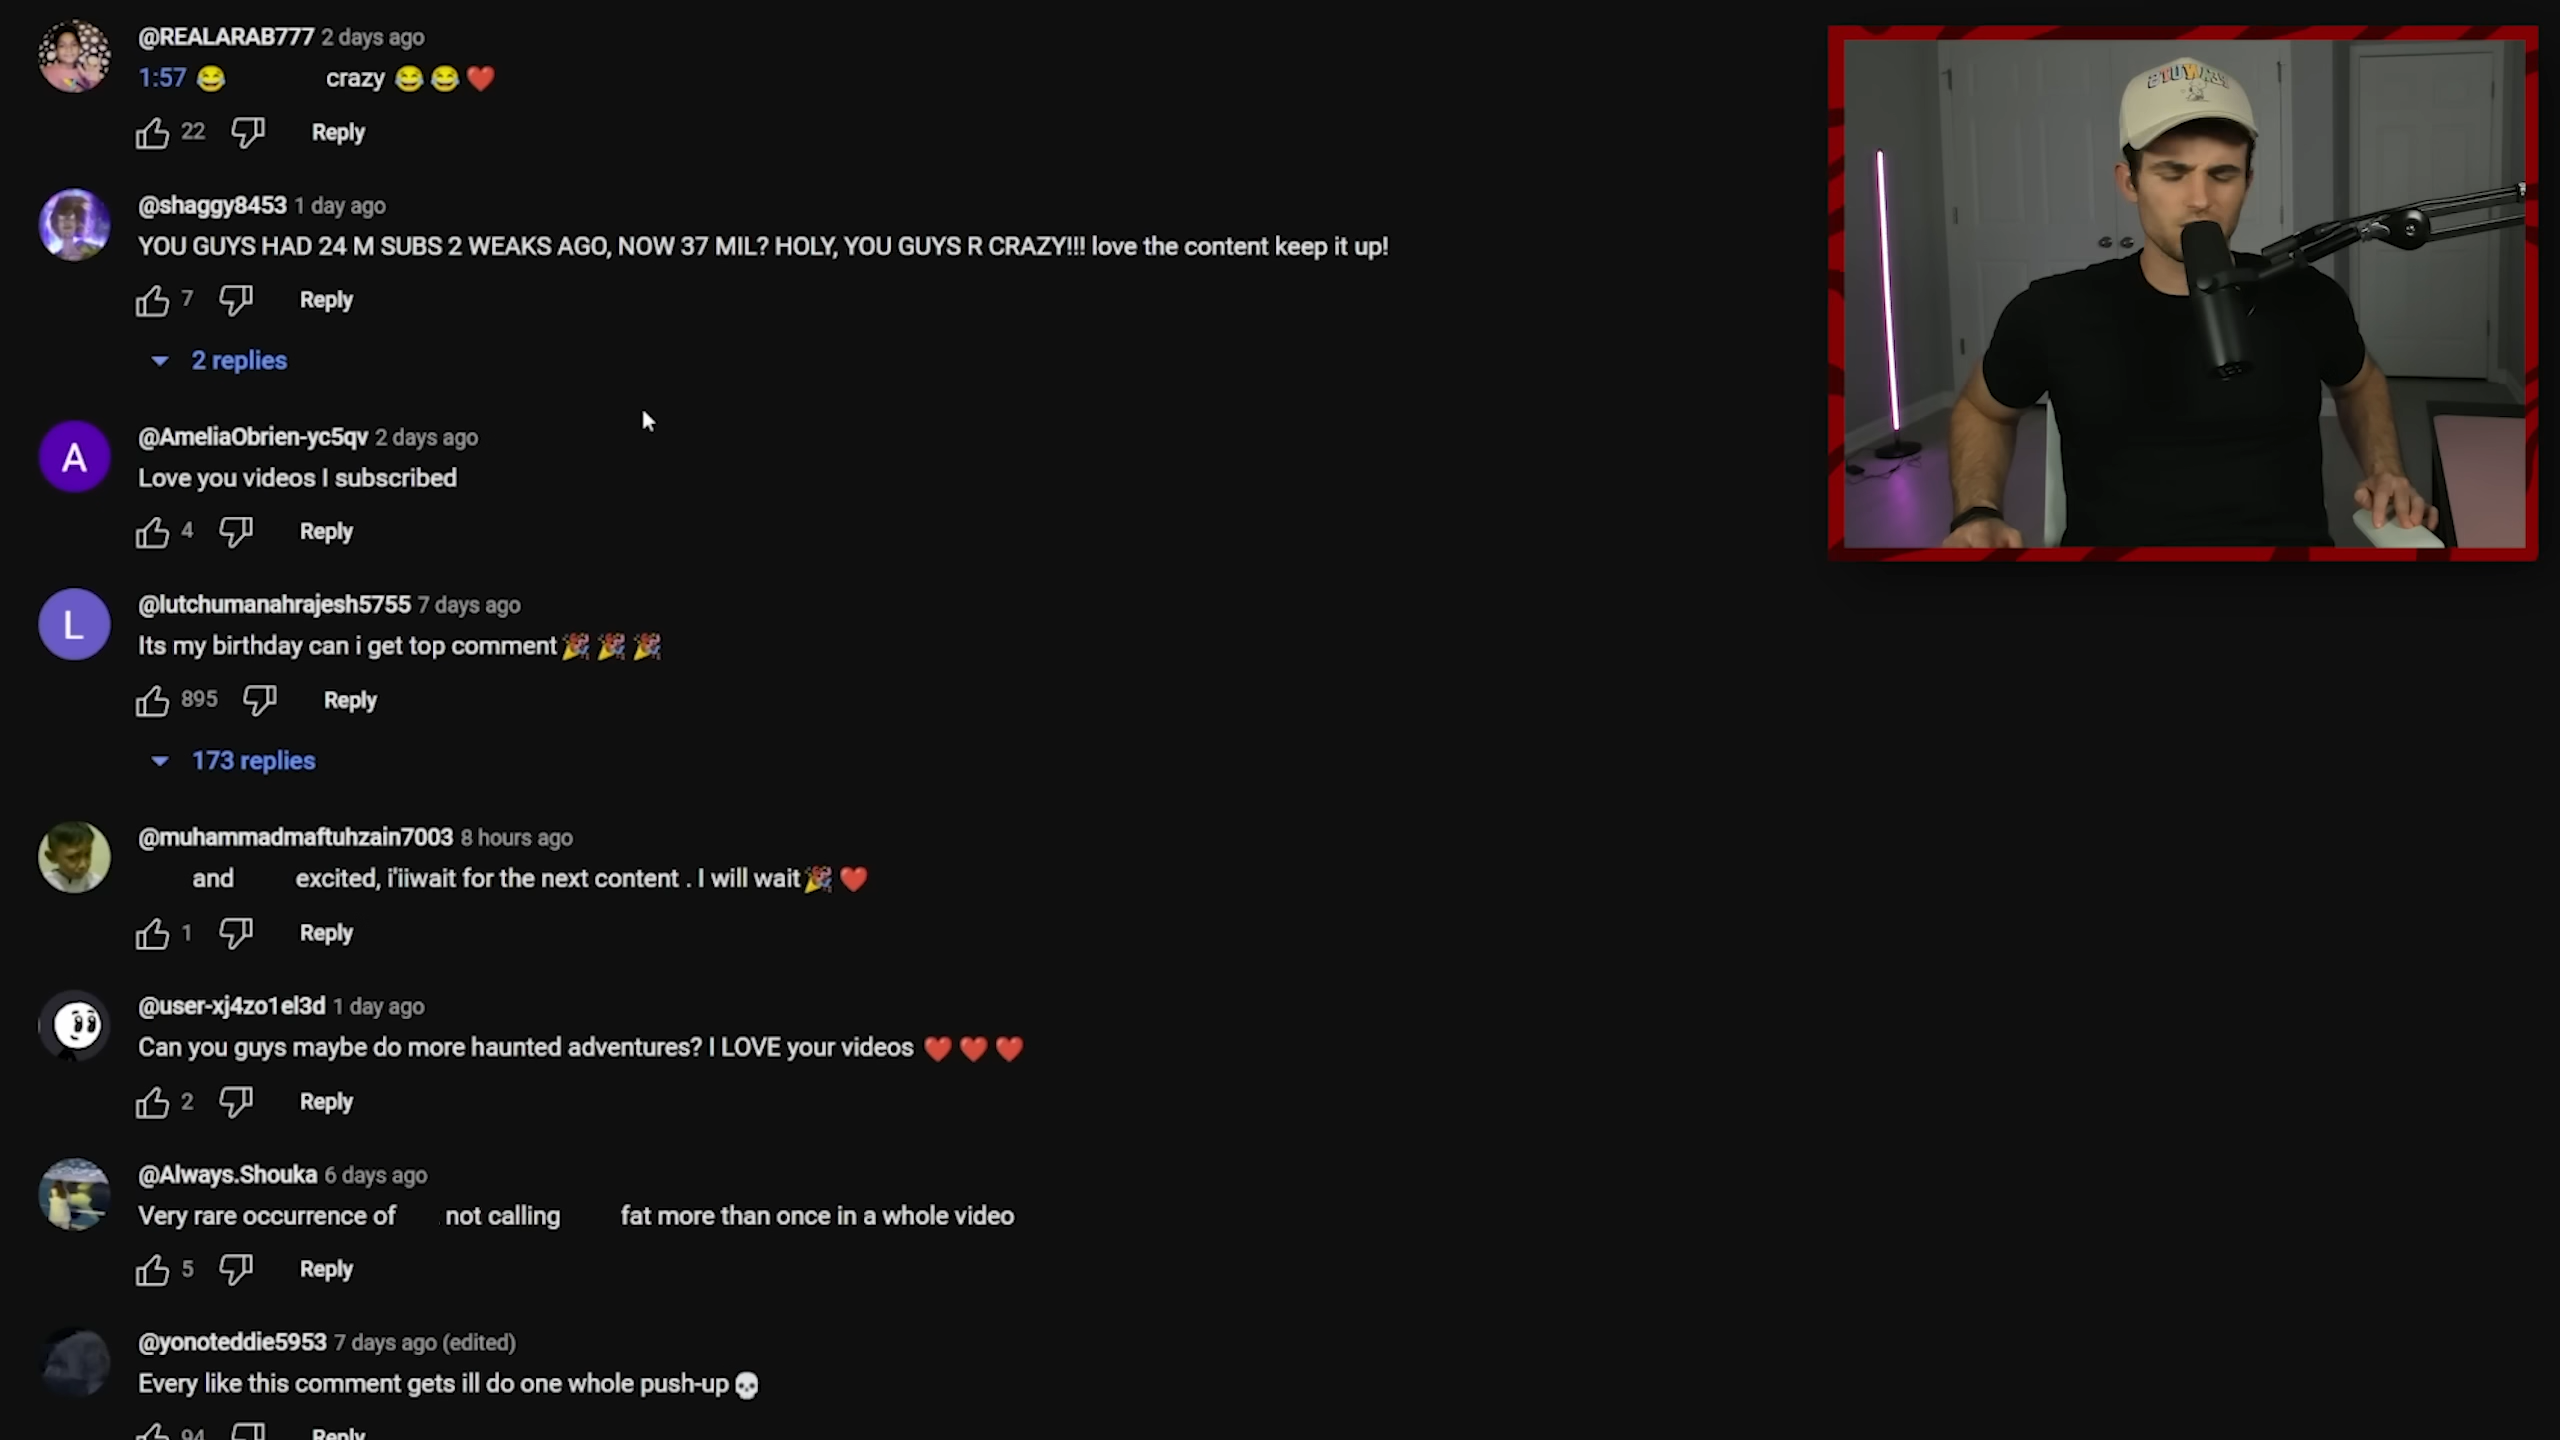 @REALARAB777 2 days ago
1:57 😂 crazy 😂😂❤️
22 Reply
@shaggy8453 1 day ago
YOU GUYS HAD 24 M SUBS 2 WEAKS AGO, NOW 37 MIL? HOLY, YOU GUYS R CRAZY!!! love the content keep it up!
7 Reply
2 replies
A
@AmeliaObrien-yc5qv 2 days ago
Love you videos I subscribed
4 Reply
L
@lutchumanahrajesh5755 7 days ago
Its my birthday can i get top comment🎉🎉🎉
895 Reply
173 replies
@muhammadmaftuhzain7003 8 hours ago
and excited, i'iiwait for the next content . I will wait🎉❤️
1 Reply
@user-xj4zo1el3d 1 day ago
Can you guys maybe do more haunted adventures? I LOVE your videos ❤️❤️❤️
2 Reply
@Always.Shouka 6 days ago
Very rare occurrence of not calling fat more than once in a whole video
5 Reply
@yonoteddie5953 7 days ago (edited)
Every like this comment gets ill do one whole push-up💀
94 Reply